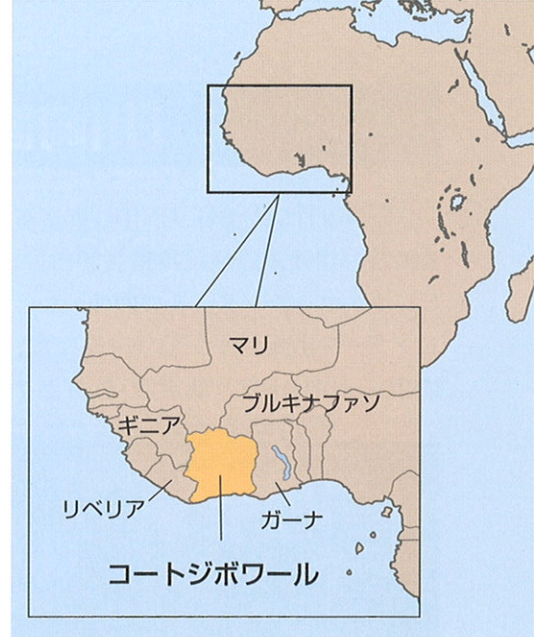 マリ
ブルキナファソ
ギニア
リベリア
ガーナ
コートジボワール